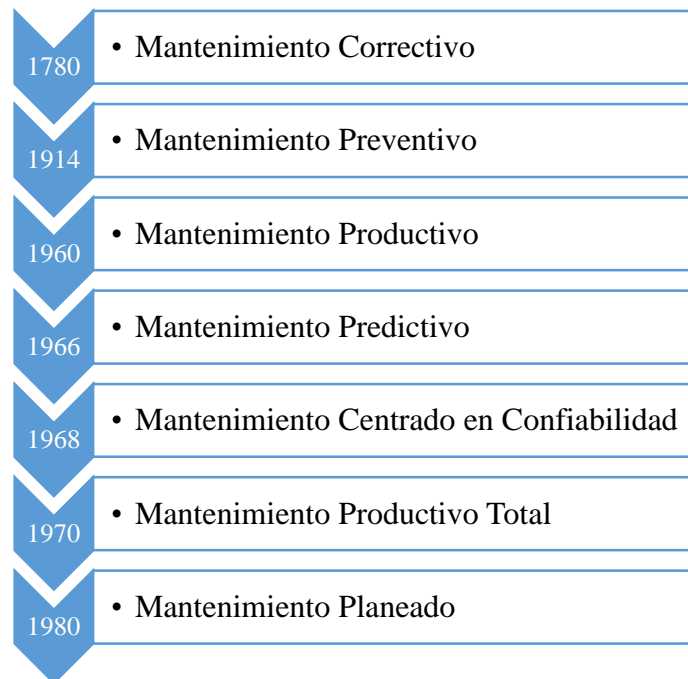 1780
• Mantenimiento Correctivo
1914
• Mantenimiento Preventivo
1960
• Mantenimiento Productivo
1966
• Mantenimiento Predictivo
1968
• Mantenimiento Centrado en Confiabilidad
1970
• Mantenimiento Productivo Total
1980
• Mantenimiento Planeado